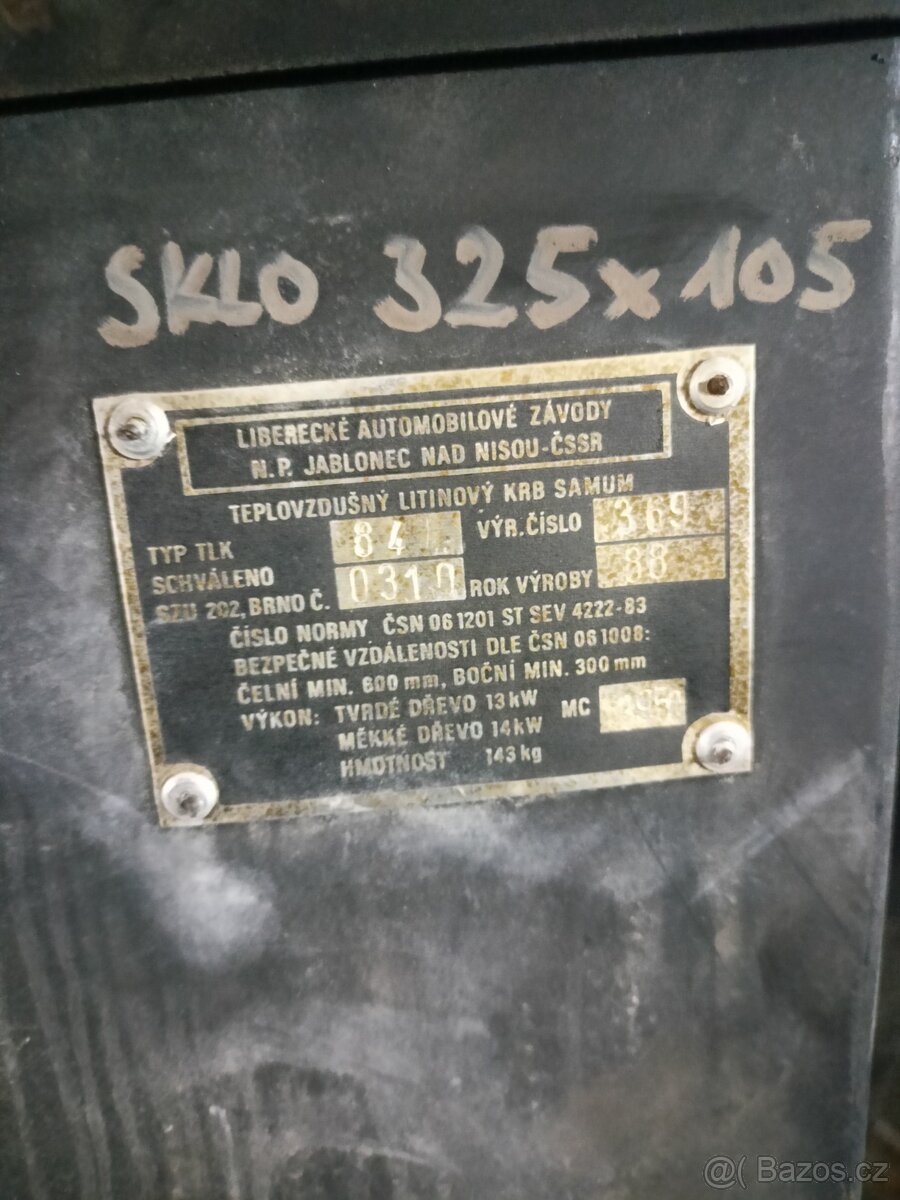 SKLO 325x105
LIBERECKÉ AUTOMOBILOVÉ ZÁVODY
N.P. JABLONEC NAD NISOU-ČSSR
TEPLOVZDUŠNÝ LITINOVÝ KRB SAMUM
TYP TLK 84 VÝR.ČÍSLO 369
SCHVÁLENO
SZU 202, BRNO Č. 0310 ROK VÝROBY 88
ČÍSLO NORMY ČSN 06 1201 ST SEV 4222-83
BEZPEČNÉ VZDÁLENOSTI DLE ČSN 06 1008:
ČELNÍ MIN. 600 mm, BOČNÍ MIN. 300 mm
VÝKON: TVRDÉ DŘEVO 13 kW MC
MĚKKÉ DŘEVO 14 kW
HMOTNOST 143 kg
@( Bazos.cz